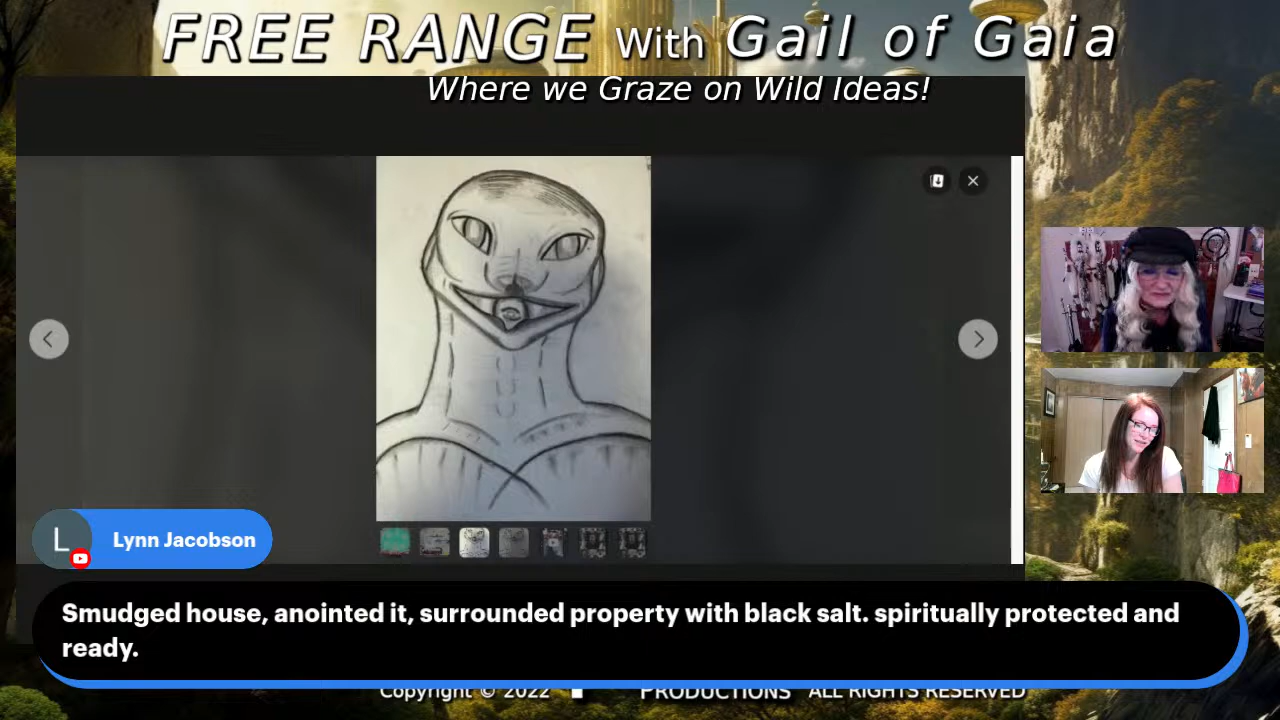 FREE RANGE With Gail of Gaia
Where we Graze on Wild Ideas!
L
Lynn Jacobson
Smudged house, anointed it, surrounded property with black salt. spiritually protected and
ready.
Copyright © 2022 PRODUCTIONS ALL RIGHTS RESERVED